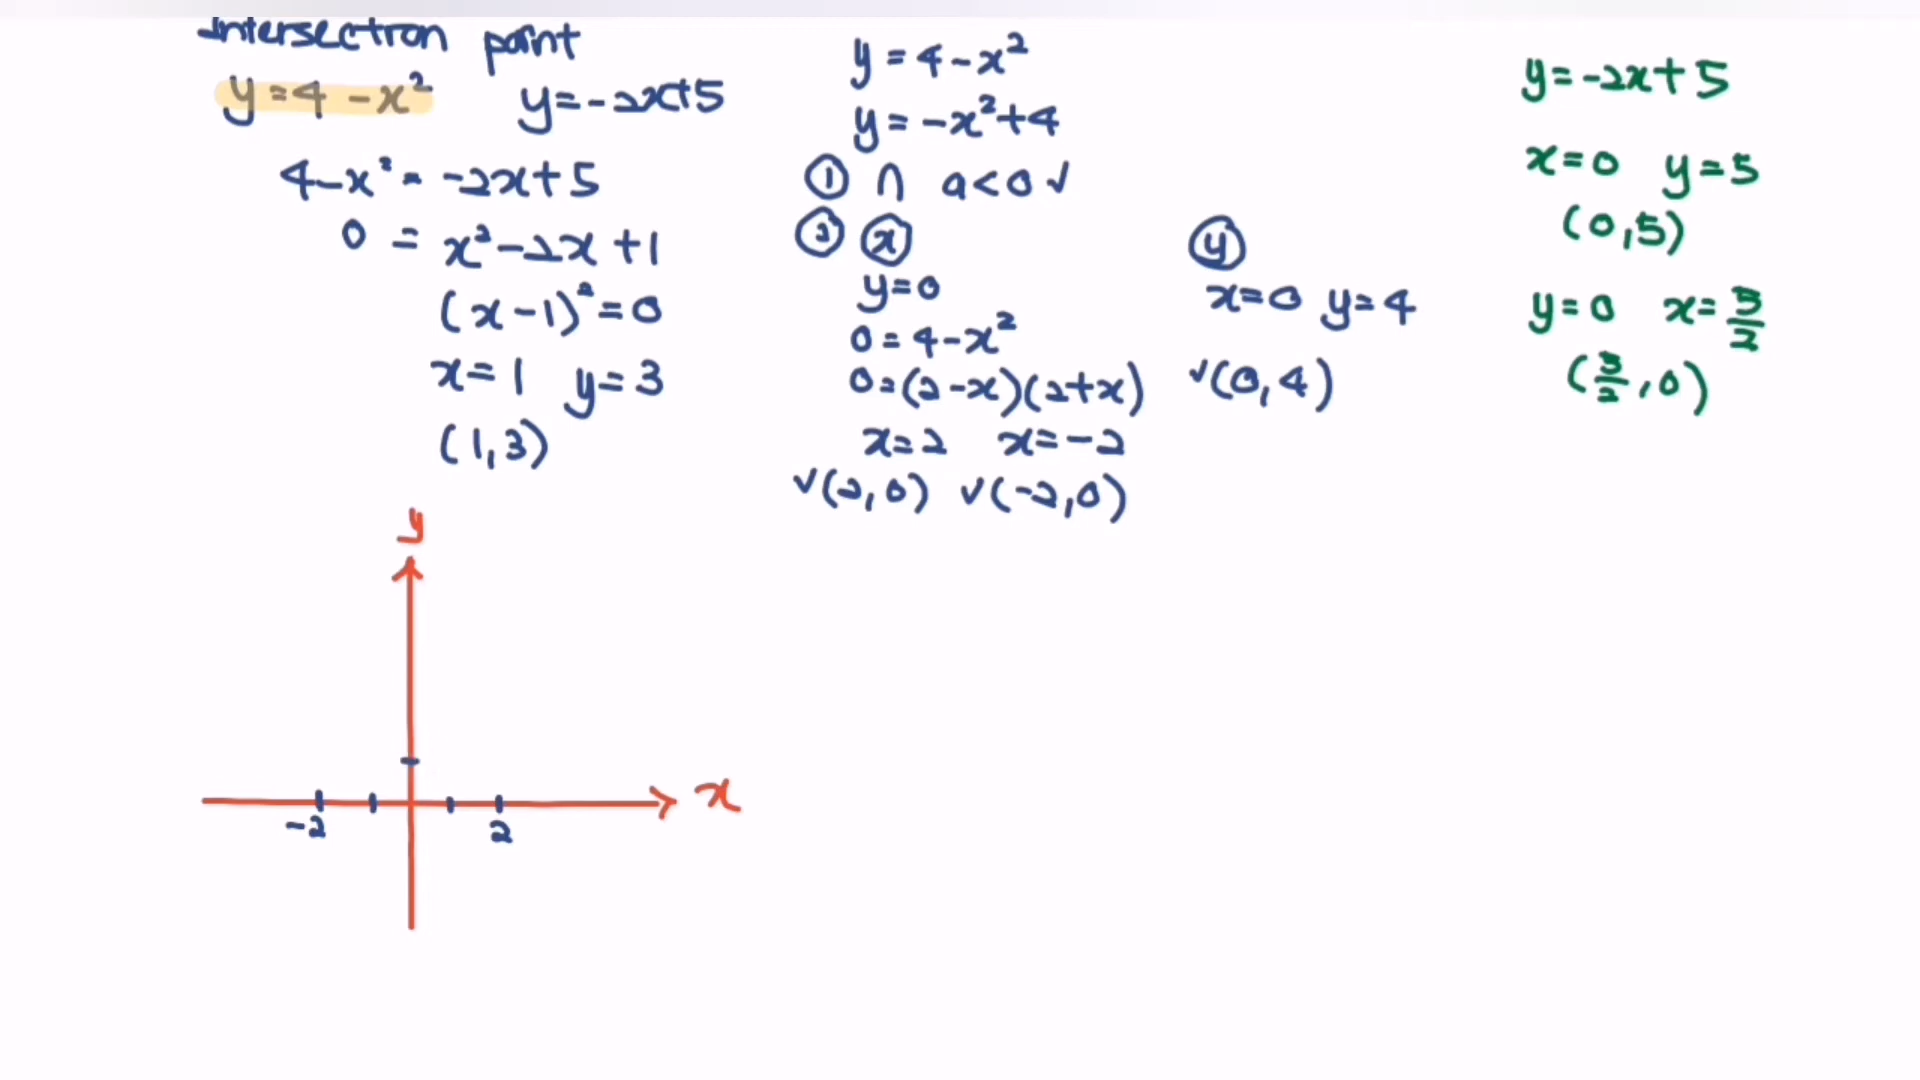 Intersection point
y = 4 - x² y = -2x+5
4 - x² = -2x + 5
0 = x² - 2x + 1
(x - 1)² = 0
x = 1 y = 3
(1,3)
y = 4 - x²
y = -x² + 4
① ∩ a < 0 ✓
② ⓧ
y = 0
0 = 4 - x²
0 = (2 - x)(2 + x)
x = 2 x = -2
✓(2,0) ✓(-2,0)
ⓨ
x = 0 y = 4
✓(0,4)
y = -2x + 5
x = 0 y = 5
(0,5)
y = 0 x = 5/2
(5/2, 0)
y
x
-2 2